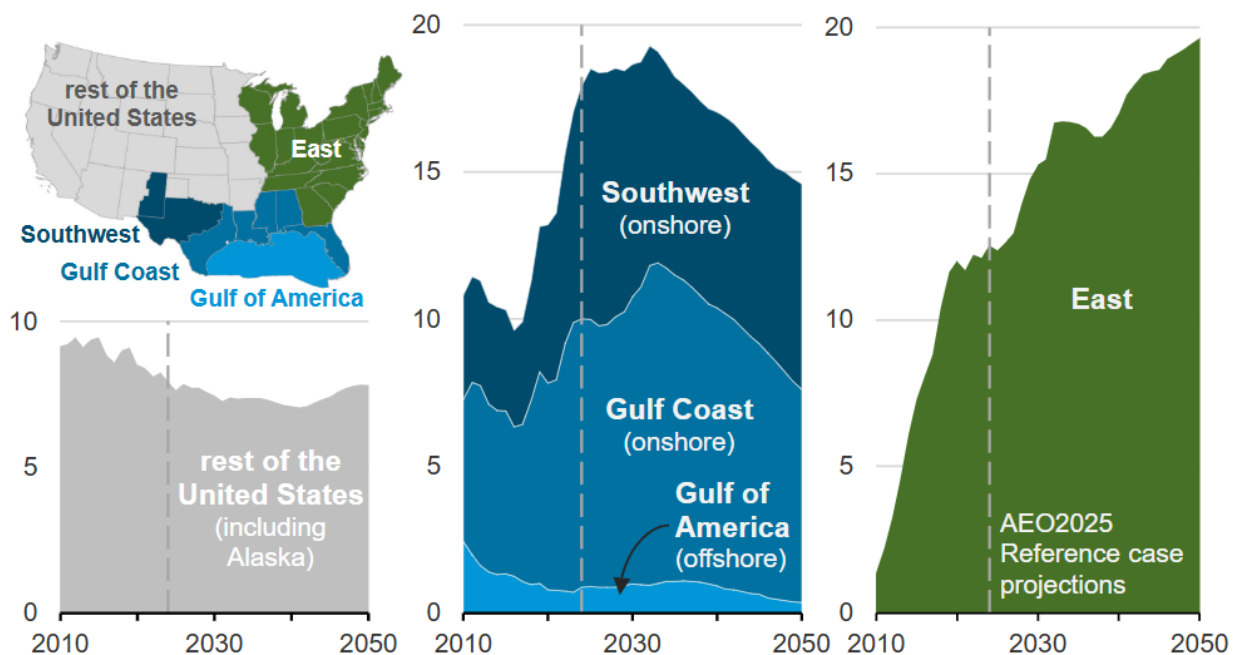 rest of the
United States
East
Southwest
Gulf Coast
Gulf of America
10
5
0
2010
2030
2050
rest of the
United States
(including
Alaska)
20
15
10
5
0
2010
2030
2050
Southwest
(onshore)
Gulf Coast
(onshore)
Gulf of
America
(offshore)
20
15
10
5
0
2010
2030
2050
East
AEO2025
Reference case
projections